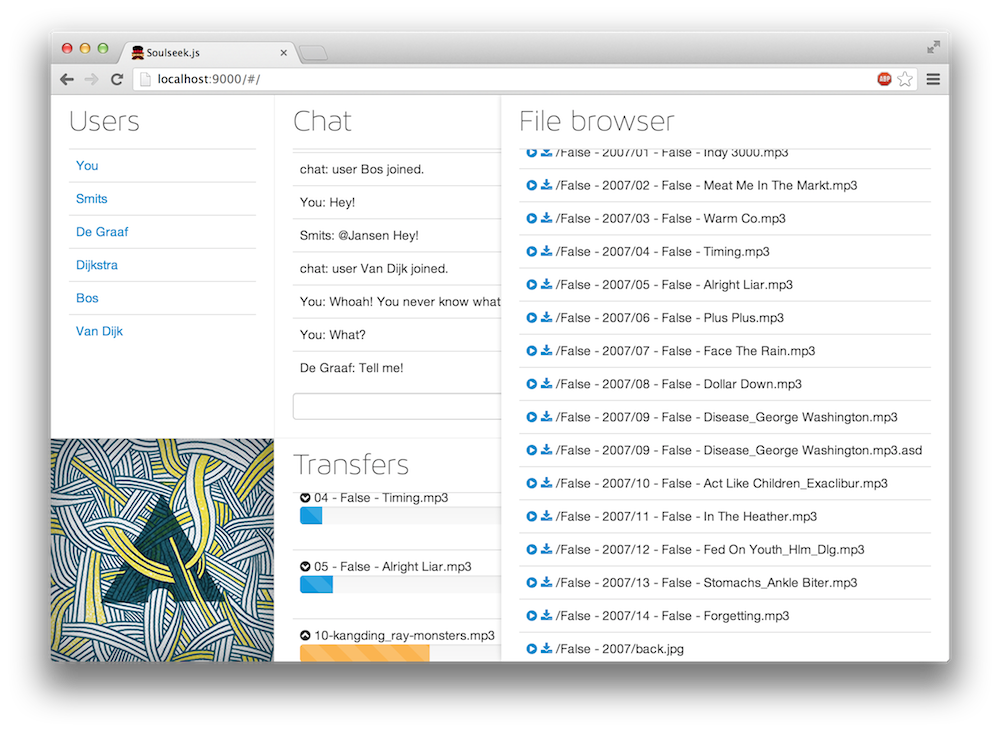 Soulseek.js
localhost:9000/#/
ABP
Users
You
Smits
De Graaf
Dijkstra
Bos
Van Dijk
Chat
chat: user Bos joined.
You: Hey!
Smits: @Jansen Hey!
chat: user Van Dijk joined.
You: Whoah! You never know what
You: What?
De Graaf: Tell me!
Transfers
04 - False - Timing.mp3
05 - False - Alright Liar.mp3
10-kangding_ray-monsters.mp3
File browser
/False - 2007/01 - False - Indy 3000.mp3
/False - 2007/02 - False - Meat Me In The Markt.mp3
/False - 2007/03 - False - Warm Co.mp3
/False - 2007/04 - False - Timing.mp3
/False - 2007/05 - False - Alright Liar.mp3
/False - 2007/06 - False - Plus Plus.mp3
/False - 2007/07 - False - Face The Rain.mp3
/False - 2007/08 - False - Dollar Down.mp3
/False - 2007/09 - False - Disease_George Washington.mp3
/False - 2007/09 - False - Disease_George Washington.mp3.asd
/False - 2007/10 - False - Act Like Children_Exaclibur.mp3
/False - 2007/11 - False - In The Heather.mp3
/False - 2007/12 - False - Fed On Youth_Hlm_Dlg.mp3
/False - 2007/13 - False - Stomachs_Ankle Biter.mp3
/False - 2007/14 - False - Forgetting.mp3
/False - 2007/back.jpg